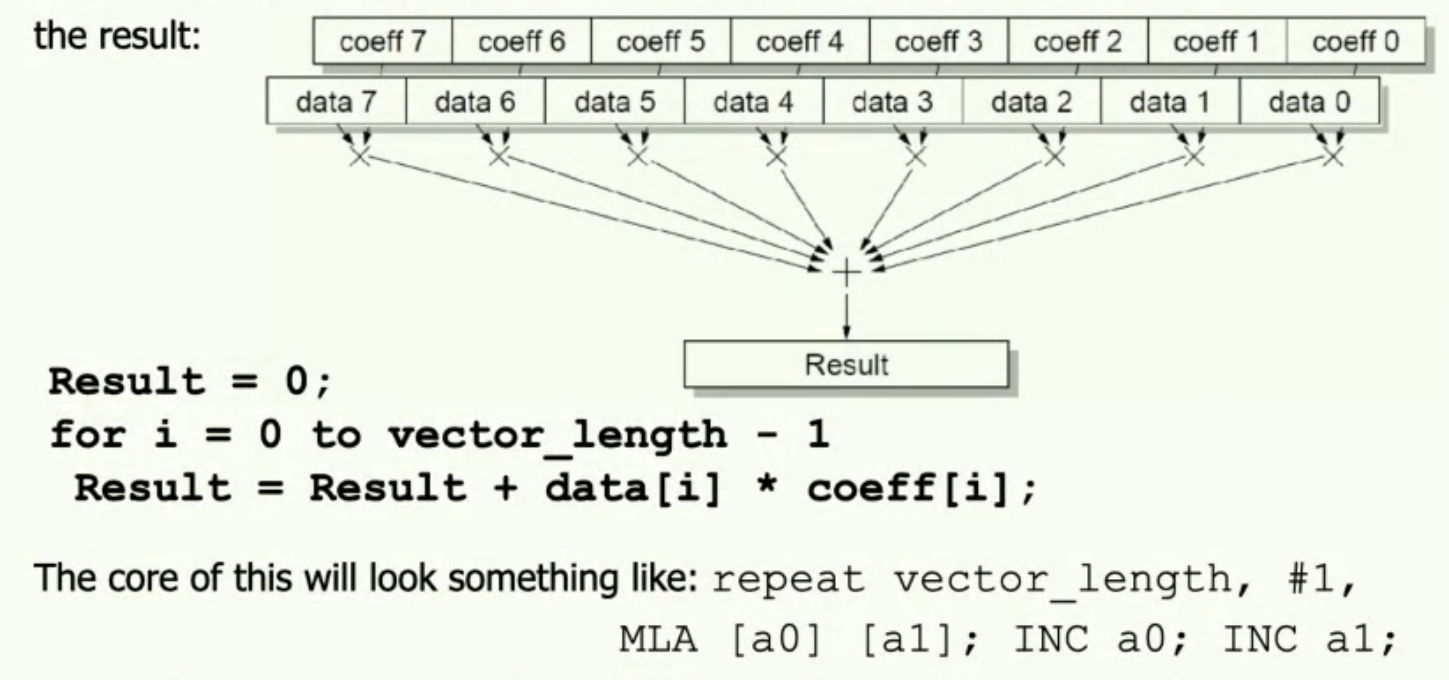 the result:
coeff 7 coeff 6 coeff 5 coeff 4 coeff 3 coeff 2 coeff 1 coeff 0
data 7 data 6 data 5 data 4 data 3 data 2 data 1 data 0
× × × × × × × ×
+
Result
Result = 0;
for i = 0 to vector_length - 1
Result = Result + data[i] * coeff[i];
The core of this will look something like: repeat vector_length, #1,
MLA [a0] [a1]; INC a0; INC a1;